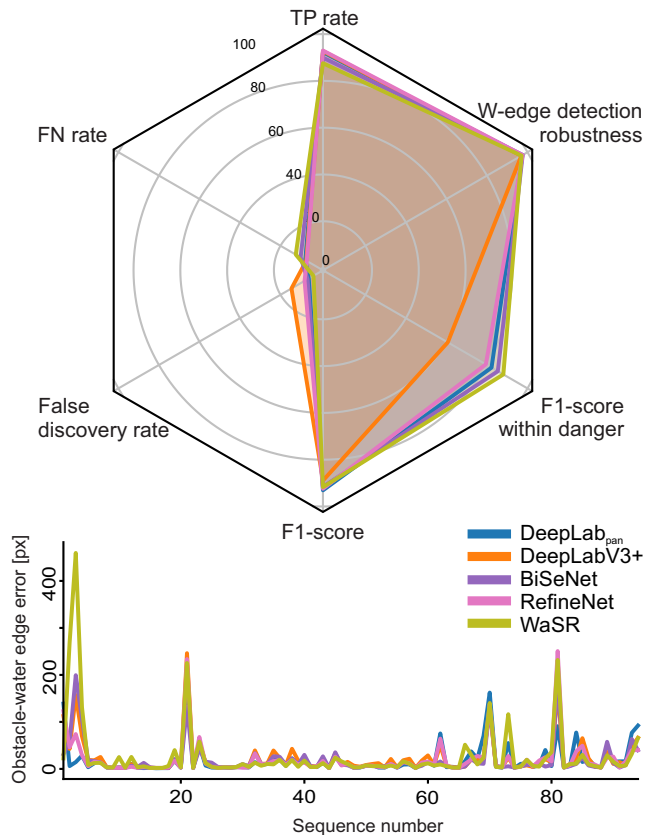 TP rate
100
80
60
40
0
0
FN rate
W-edge detection
robustness
False
discovery rate
F1-score
within danger
F1-score
DeepLabpan
DeepLabV3+
BiSeNet
RefineNet
WaSR
Obstacle-water edge error [px]
400
200
0
20
40
60
80
Sequence number